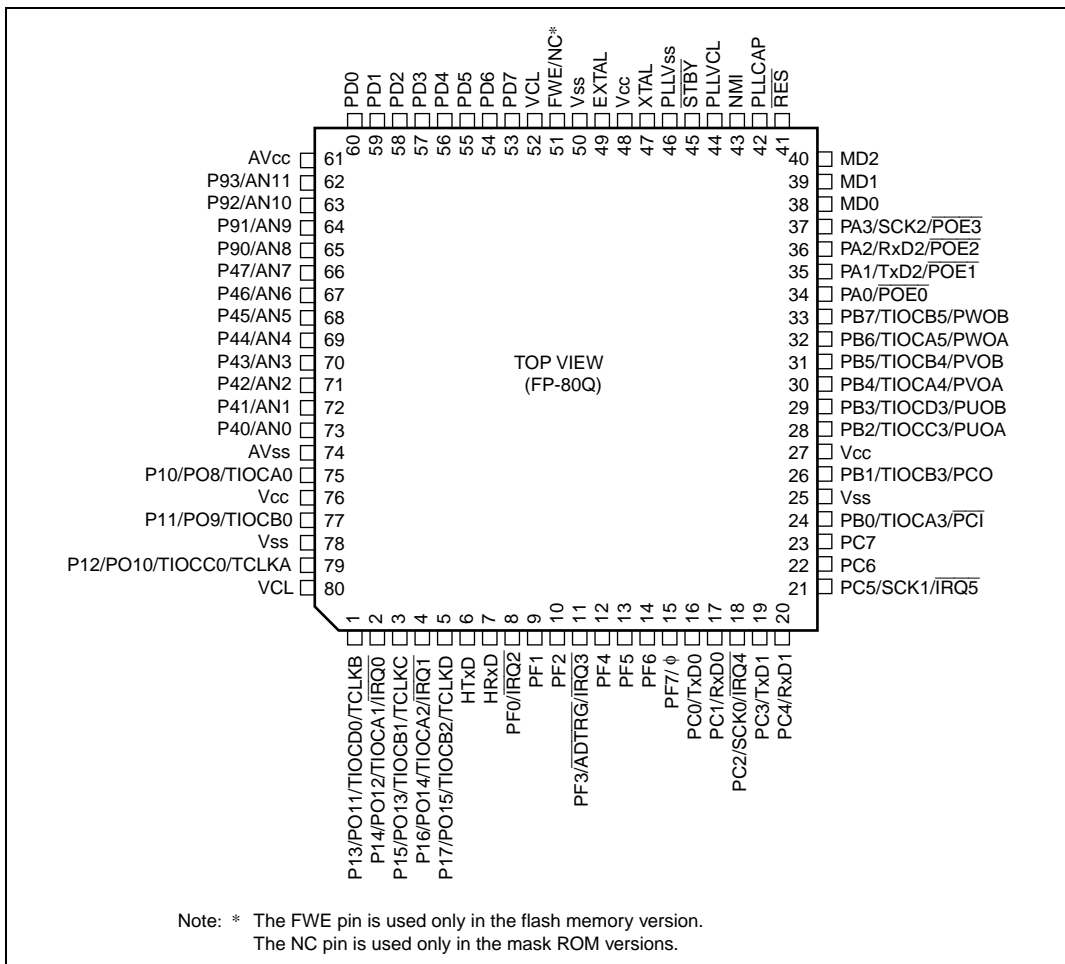 PD0
PD1
PD2
PD3
PD4
PD5
PD6
PD7
VCL
FWE/NC*
Vss
EXTAL
Vcc
XTAL
PLLVss
STBY
PLLVCL
NMI
PLLCAP
RES
60 59 58 57 56 55 54 53 52 51 50 49 48 47 46 45 44 43 42 41
AVcc 61
P93/AN11 62
P92/AN10 63
P91/AN9 64
P90/AN8 65
P47/AN7 66
P46/AN6 67
P45/AN5 68
P44/AN4 69
P43/AN3 70
P42/AN2 71
P41/AN1 72
P40/AN0 73
AVss 74
P10/PO8/TIOCA0 75
Vcc 76
P11/PO9/TIOCB0 77
Vss 78
P12/PO10/TIOCC0/TCLKA 79
VCL 80
TOP VIEW
(FP-80Q)
40 MD2
39 MD1
38 MD0
37 PA3/SCK2/POE3
36 PA2/RxD2/POE2
35 PA1/TxD2/POE1
34 PA0/POE0
33 PB7/TIOCB5/PWOB
32 PB6/TIOCA5/PWOA
31 PB5/TIOCB4/PVOB
30 PB4/TIOCA4/PVOA
29 PB3/TIOCD3/PUOB
28 PB2/TIOCC3/PUOA
27 Vcc
26 PB1/TIOCB3/PCO
25 Vss
24 PB0/TIOCA3/PCI
23 PC7
22 PC6
21 PC5/SCK1/IRQ5
1 2 3 4 5 6 7 8 9 10 11 12 13 14 15 16 17 18 19 20
P13/PO11/TIOCD0/TCLKB
P14/PO12/TIOCA1/IRQ0
P15/PO13/TIOCB1/TCLKC
P16/PO14/TIOCA2/IRQ1
P17/PO15/TIOCB2/TCLKD
HTxD
HRxD
PF0/IRQ2
PF1
PF2
PF3/ADTRG/IRQ3
PF4
PF5
PF6
PF7/ φ
PC0/TxD0
PC1/RxD0
PC2/SCK0/IRQ4
PC3/TxD1
PC4/RxD1
Note: * The FWE pin is used only in the flash memory version.
The NC pin is used only in the mask ROM versions.